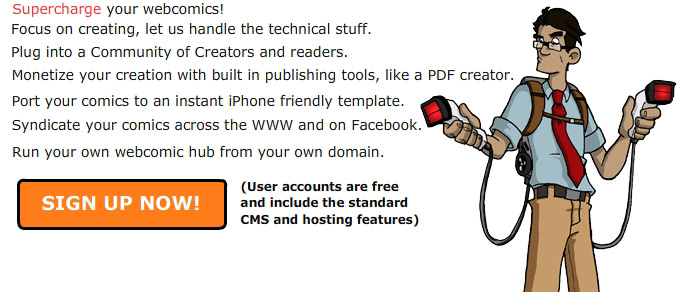 Supercharge your webcomics!
Focus on creating, let us handle the technical stuff.
Plug into a Community of Creators and readers.
Monetize your creation with built in publishing tools, like a PDF creator.
Port your comics to an instant iPhone friendly template.
Syndicate your comics across the WWW and on Facebook.
Run your own webcomic hub from your own domain.
SIGN UP NOW!
(User accounts are free
and include the standard
CMS and hosting features)